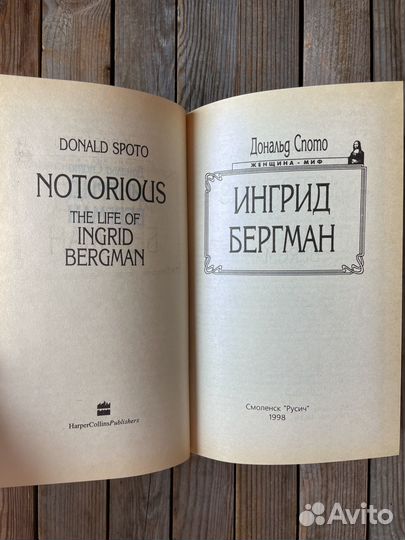 DONALD SPOTO
NOTORIOUS
THE LIFE OF
INGRID
BERGMAN
HarperCollinsPublishers
Дональд Спото
ЖЕНЩИНА - МИФ
ИНГРИД
БЕРГМАН
Смоленск "Русич"
1998
Avito